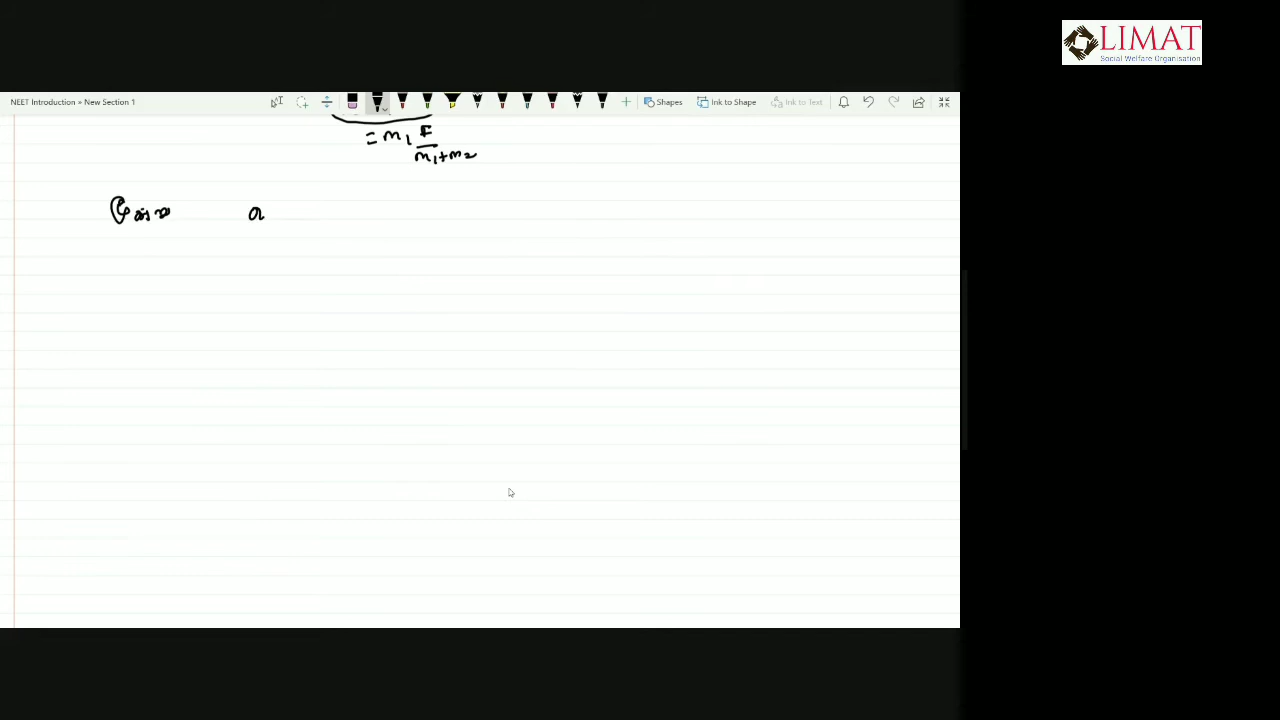 LIMAT
Social Welfare Organisation
NEET Introduction » New Section 1
Shapes
Ink to Shape
Ink to Text
= m₁ F/(m₁+m₂)
a